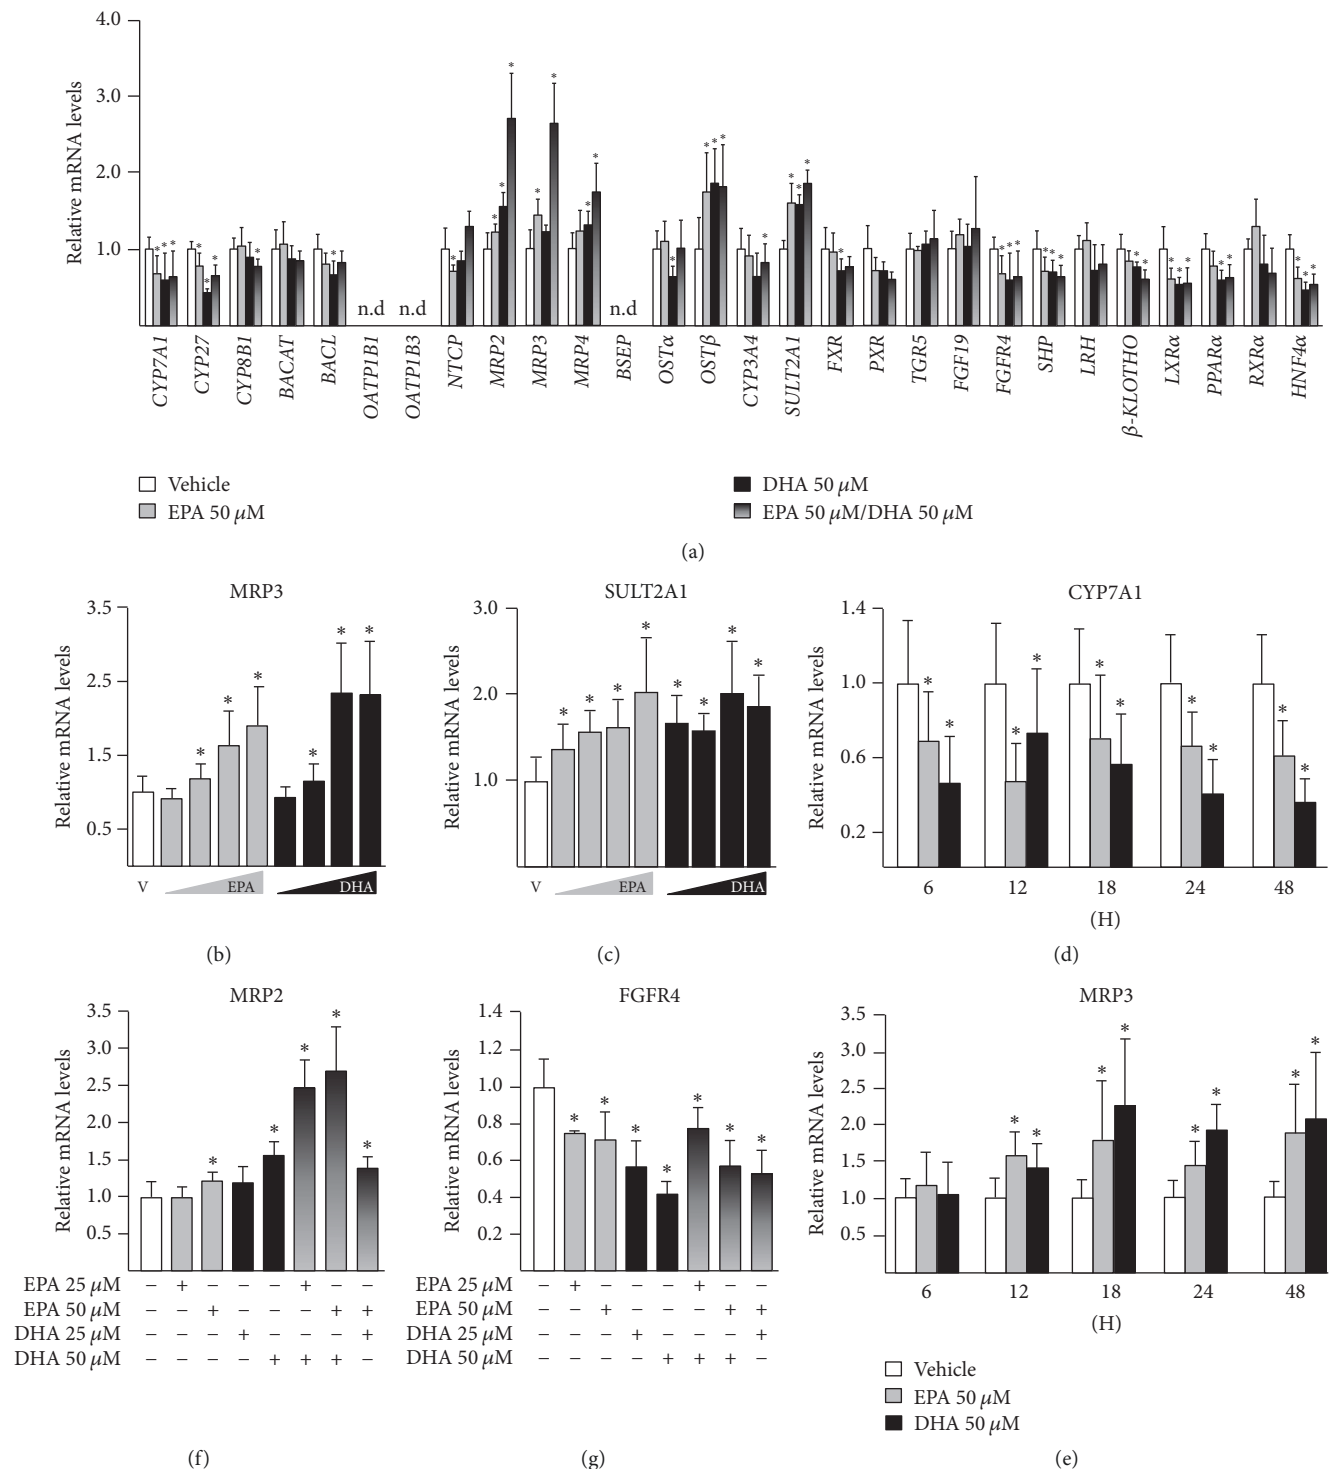 4.0
3.0
2.0
1.0
Relative mRNA levels
* * * * * * * * * * * * * * * * * * * * * * * * * * * * * * * * * * * * * * * * * * * * * * *
n.d n.d n.d
CYP7A1 CYP27 CYP8B1 BACAT BACL OATP1B1 OATP1B3 NTCP MRP2 MRP3 MRP4 BSEP OSTα OSTβ CYP3A4 SULT2A1 FXR PXR TGR5 FGF19 FGFR4 SHP LRH β-KLOTHO LXRα PPARα RXRα HNF4α
Vehicle
EPA 50 μM
DHA 50 μM
EPA 50 μM/DHA 50 μM
(a)
MRP3
3.5
2.5
1.5
0.5
Relative mRNA levels
* * * * *
V EPA DHA
(b)
SULT2A1
3.0
2.0
1.0
Relative mRNA levels
* * * * * * * *
V EPA DHA
(c)
CYP7A1
1.4
1.0
0.6
0.2
Relative mRNA levels
* * * * * * * * * *
6 12 18 24 48
(H)
(d)
MRP2
3.5
3.0
2.5
2.0
1.5
1.0
0.5
Relative mRNA levels
* * * * *
EPA 25 μM − + − − − + − −
EPA 50 μM − − + − − − + +
DHA 25 μM − − − + − − − +
DHA 50 μM − − − − + + + −
(f)
FGFR4
1.4
1.2
1.0
0.8
0.6
0.4
0.2
Relative mRNA levels
* * * * * * *
EPA 25 μM − + − − − + − −
EPA 50 μM − − + − − − + +
DHA 25 μM − − − + − − − +
DHA 50 μM − − − − + + + −
(g)
MRP3
3.5
3.0
2.5
2.0
1.5
1.0
0.5
Relative mRNA levels
* * * * * * * *
6 12 18 24 48
(H)
Vehicle
EPA 50 μM
DHA 50 μM
(e)